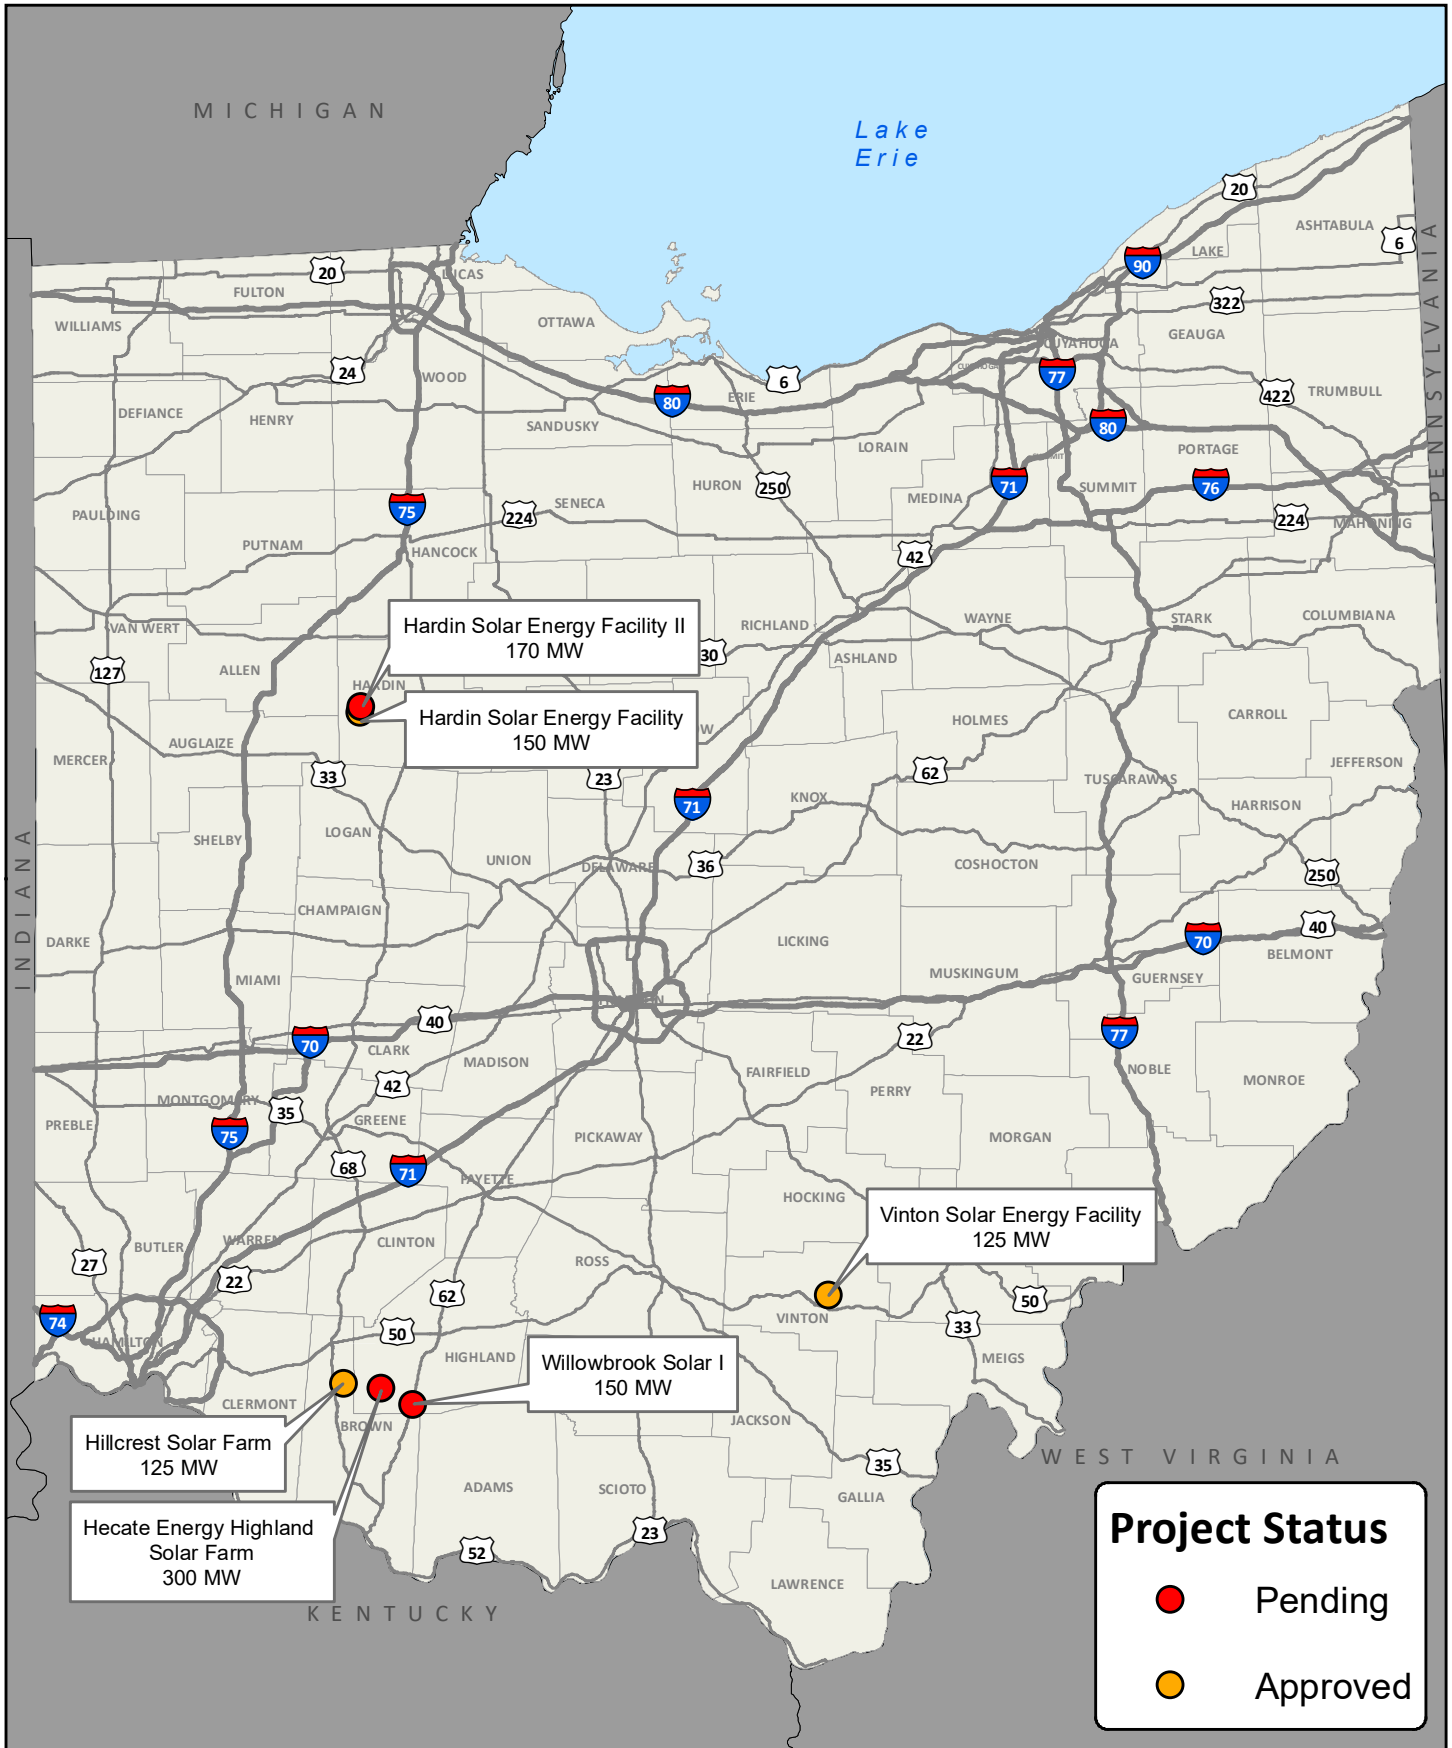 MICHIGAN
Lake
Erie
20
ASHTABULA
6
LAKE
90
LUCAS
20
FULTON
322
PENNSYLVANIA
WILLIAMS
OTTAWA
GEAUGA
CUYAHOGA
24
WOOD
6
77
80
ERIE
422
TRUMBULL
DEFIANCE
HENRY
SANDUSKY
80
LORAIN
PORTAGE
HURON
250
71
76
MEDINA
SUMMIT
75
SENECA
PAULDING
224
224
MAHONING
PUTNAM
HANCOCK
42
VAN WERT
Hardin Solar Energy Facility II
170 MW
RICHLAND
WAYNE
STARK
COLUMBIANA
30
ASHLAND
127
ALLEN
HARDIN
Hardin Solar Energy Facility
150 MW
OW
HOLMES
CARROLL
AUGLAIZE
MERCER
33
23
62
TUSCARAWAS
JEFFERSON
71
KNOX
HARRISON
SHELBY
LOGAN
UNION
DELAWARE
36
COSHOCTON
250
INDIANA
CHAMPAIGN
DARKE
LICKING
70
40
BELMONT
MIAMI
MUSKINGUM
GUERNSEY
40
70
CLARK
22
77
MADISON
FAIRFIELD
NOBLE
MONROE
42
PERRY
MONTGOMERY
35
GREENE
PREBLE
75
PICKAWAY
MORGAN
68
71
FAYETTE
HOCKING
Vinton Solar Energy Facility
125 MW
BUTLER
WARREN
CLINTON
ROSS
27
22
62
50
VINTON
74
HAMILTON
50
33
HIGHLAND
Willowbrook Solar I
150 MW
MEIGS
CLERMONT
BROWN
JACKSON
Hillcrest Solar Farm
125 MW
WEST VIRGINIA
35
ADAMS
SCIOTO
GALLIA
Hecate Energy Highland
Solar Farm
300 MW
52
23
LAWRENCE
KENTUCKY
Project Status
Pending
Approved